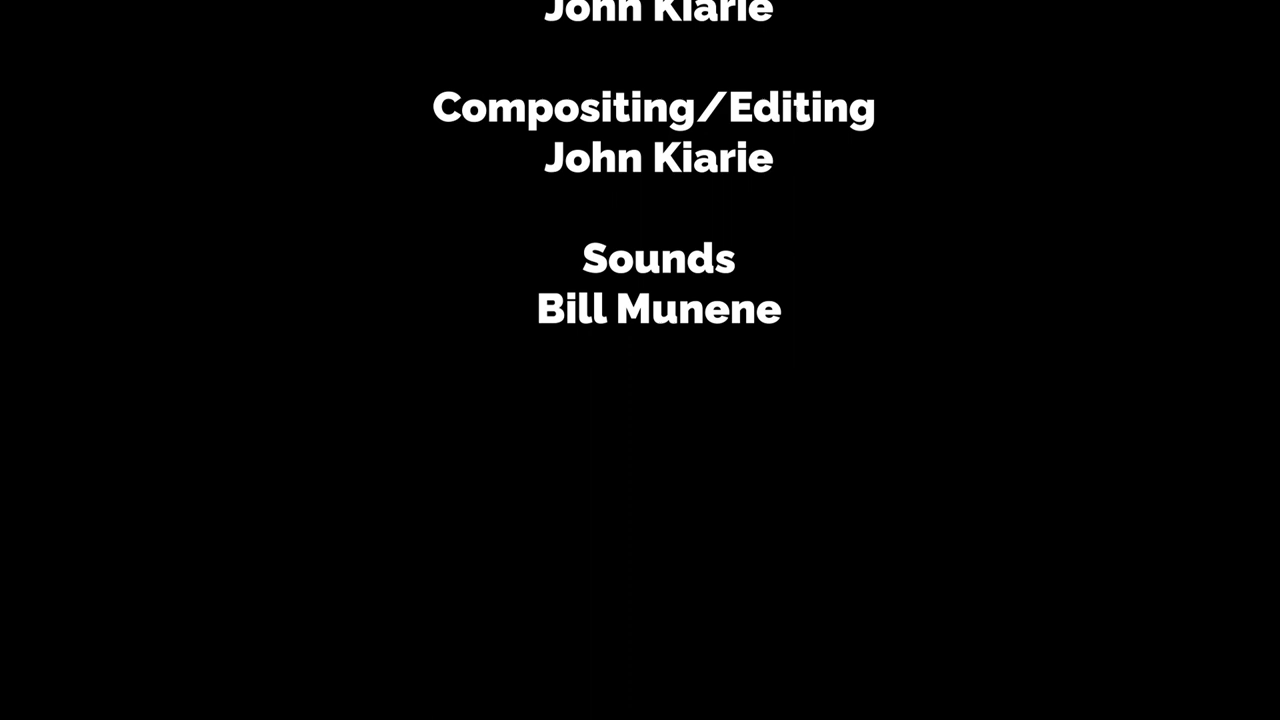 John Kiarie
Compositing/Editing
John Kiarie
Sounds
Bill Munene